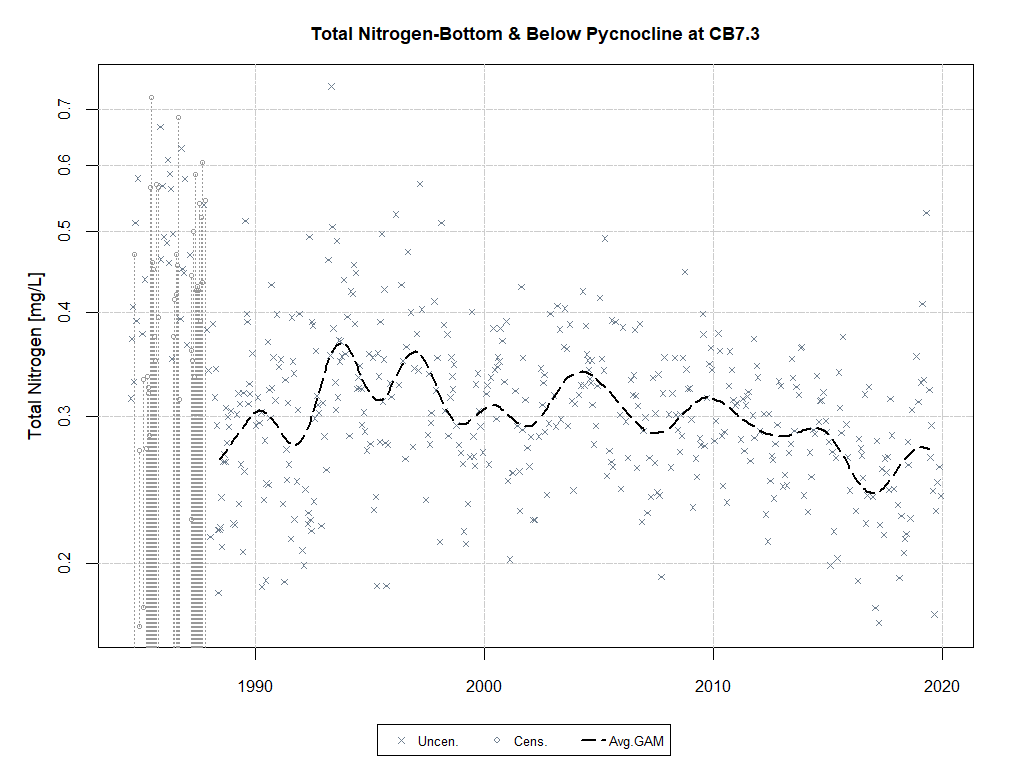 Total Nitrogen-Bottom & Below Pycnocline at CB7.3
Total Nitrogen [mg/L]
0.7
0.6
0.5
0.4
0.3
0.2
1990 2000 2010 2020
Uncen. Cens. Avg.GAM